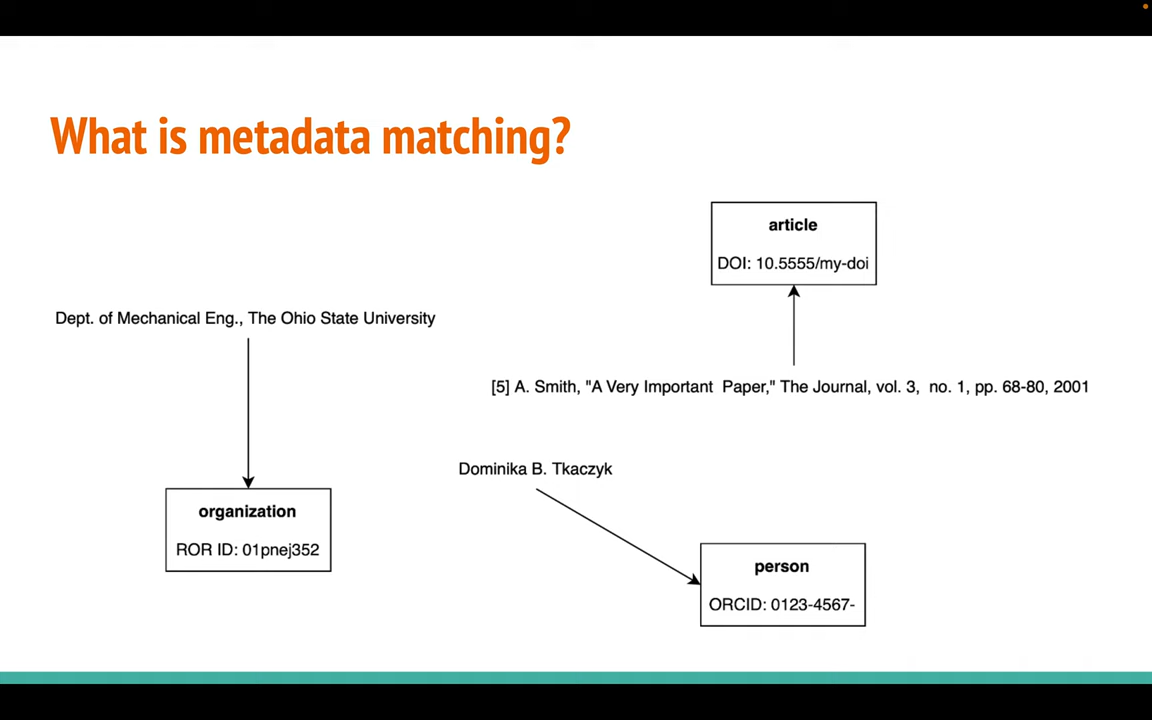 What is metadata matching?
article
DOI: 10.5555/my-doi
Dept. of Mechanical Eng., The Ohio State University
[5] A. Smith, "A Very Important Paper," The Journal, vol. 3, no. 1, pp. 68-80, 2001
Dominika B. Tkaczyk
organization
ROR ID: 01pnej352
person
ORCID: 0123-4567-